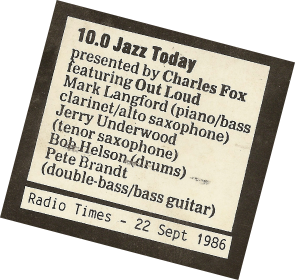 10.0 Jazz Today
presented by Charles Fox
featuring Out Loud
Mark Langford (piano/bass
clarinet/alto saxophone)
Jerry Underwood
(tenor saxophone)
Bob Helson (drums)
Pete Brandt
(double-bass/bass guitar)
Radio Times - 22 Sept 1986